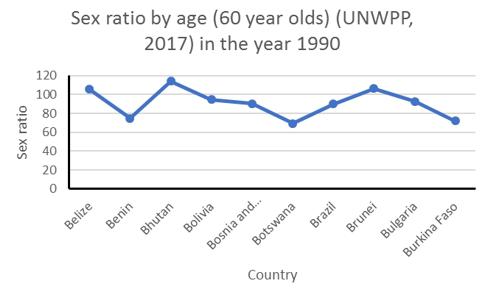 Sex ratio by age (60 year olds) (UNWPP,
2017) in the year 1990
120
100
80
60
40
20
0
Sex ratio
Belize
Benin
Bhutan
Bolivia
Bosnia and...
Botswana
Brazil
Brunei
Bulgaria
Burkina Faso
Country